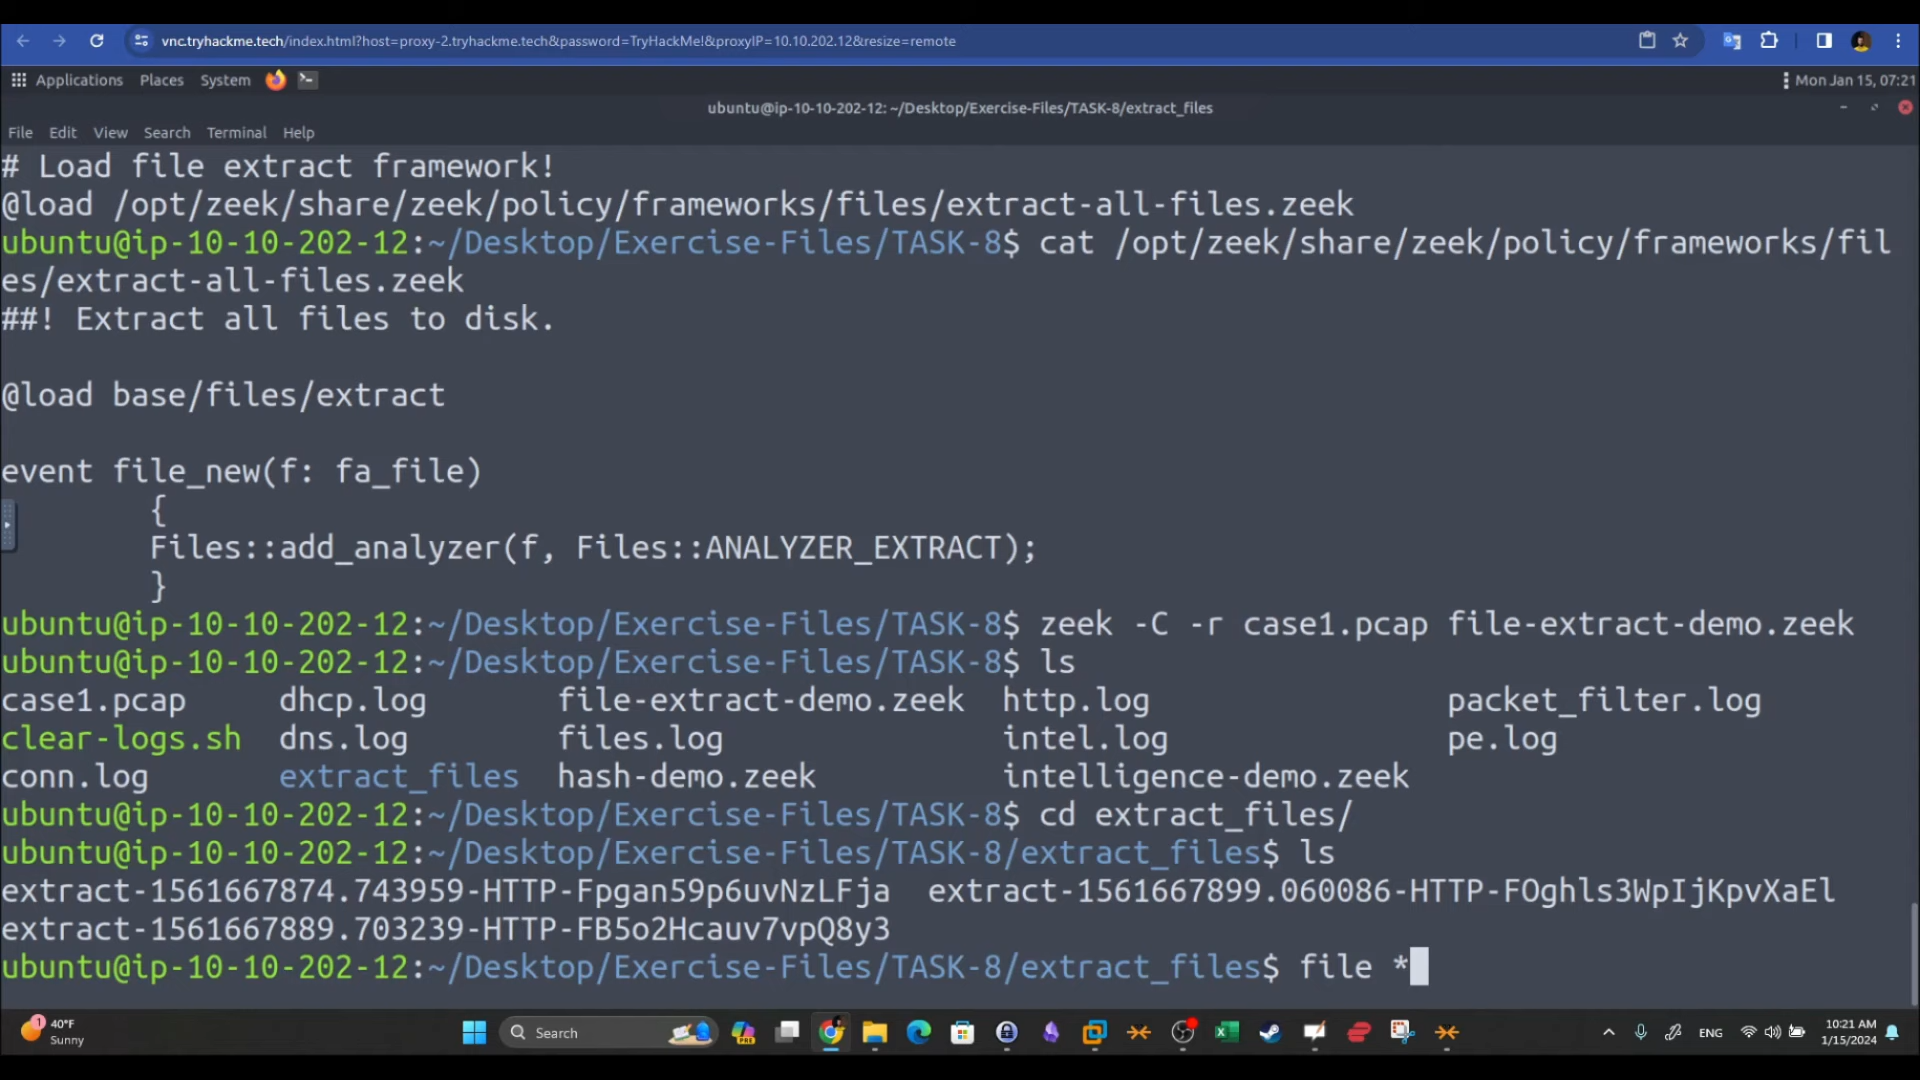 vnc.tryhackme.tech/index.html?host=proxy-2.tryhackme.tech&password=TryHackMe!&proxyIP=10.10.202.12&resize=remote
Applications Places System Mon Jan 15, 07:21
ubuntu@ip-10-10-202-12: ~/Desktop/Exercise-Files/TASK-8/extract_files
File Edit View Search Terminal Help
# Load file extract framework!
@load /opt/zeek/share/zeek/policy/frameworks/files/extract-all-files.zeek
ubuntu@ip-10-10-202-12:~/Desktop/Exercise-Files/TASK-8$ cat /opt/zeek/share/zeek/policy/frameworks/fil
es/extract-all-files.zeek
##! Extract all files to disk.
@load base/files/extract
event file_new(f: fa_file)
{
Files::add_analyzer(f, Files::ANALYZER_EXTRACT);
}
ubuntu@ip-10-10-202-12:~/Desktop/Exercise-Files/TASK-8$ zeek -C -r case1.pcap file-extract-demo.zeek
ubuntu@ip-10-10-202-12:~/Desktop/Exercise-Files/TASK-8$ ls
case1.pcap dhcp.log file-extract-demo.zeek http.log packet_filter.log
clear-logs.sh dns.log files.log intel.log pe.log
conn.log extract_files hash-demo.zeek intelligence-demo.zeek
ubuntu@ip-10-10-202-12:~/Desktop/Exercise-Files/TASK-8$ cd extract_files/
ubuntu@ip-10-10-202-12:~/Desktop/Exercise-Files/TASK-8/extract_files$ ls
extract-1561667874.743959-HTTP-Fpgan59p6uvNzLFja extract-1561667899.060086-HTTP-FOghls3WpIjKpvXaEl
extract-1561667889.703239-HTTP-FB5o2Hcauv7vpQ8y3
ubuntu@ip-10-10-202-12:~/Desktop/Exercise-Files/TASK-8/extract_files$ file *
1 40°F
Sunny
Search
PRE
ENG
10:21 AM
1/15/2024